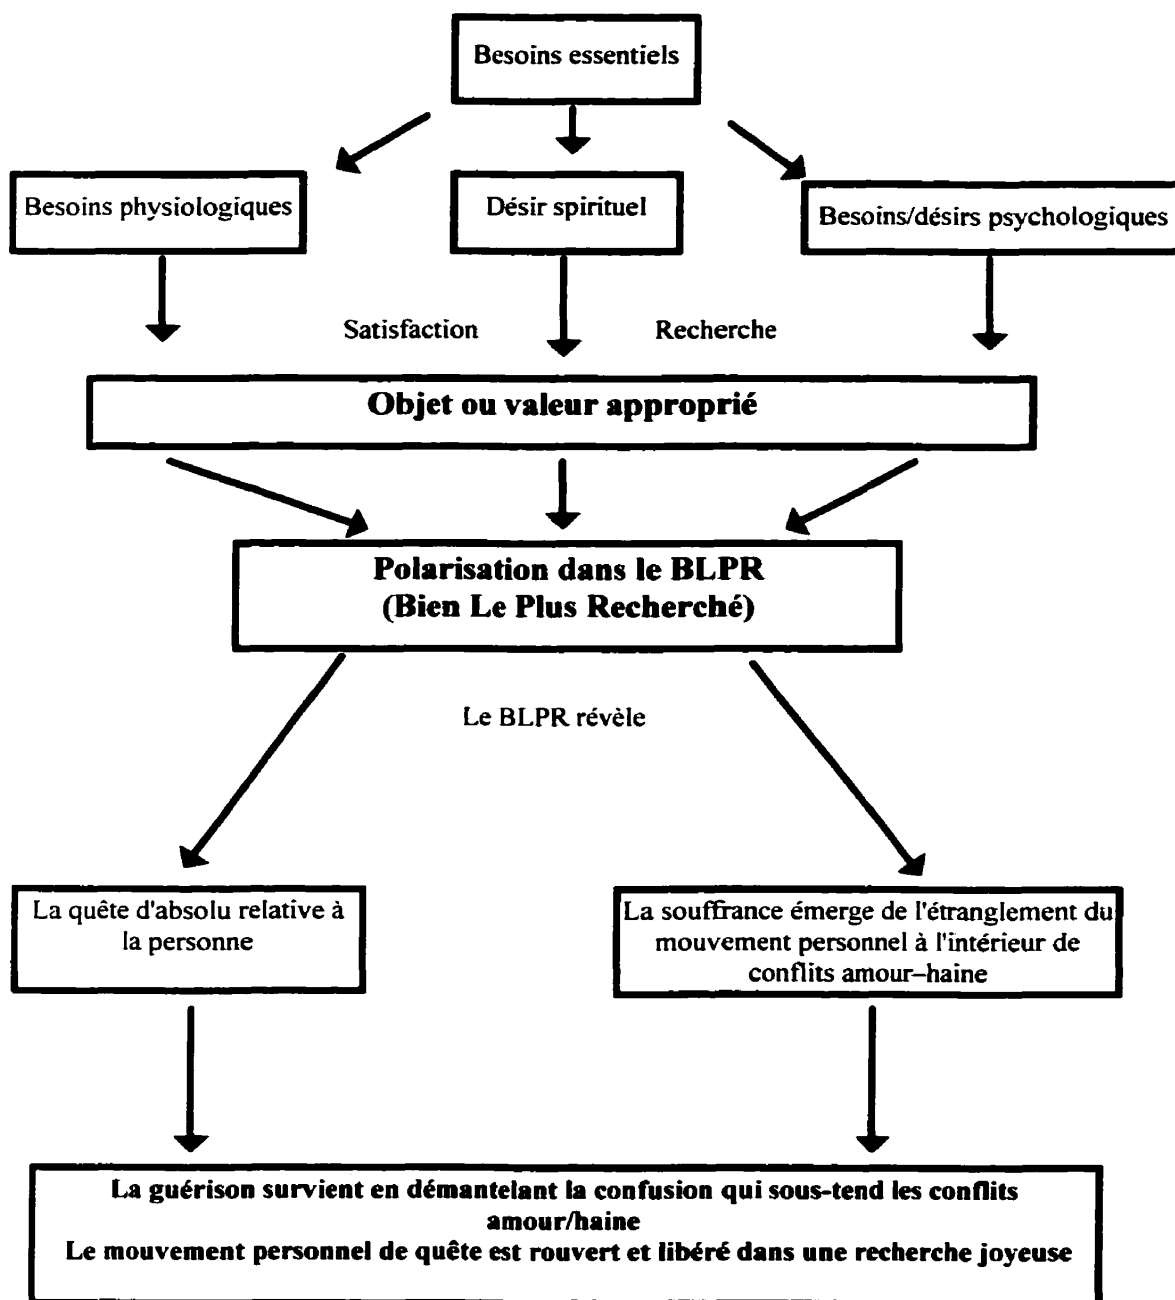 Besoins essentiels
Besoins physiologiques
Désir spirituel
Besoins/désirs psychologiques
Satisfaction
Recherche
Objet ou valeur approprié
Polarisation dans le BLPR
(Bien Le Plus Recherché)
Le BLPR révèle
La quête d'absolu relative à
la personne
La souffrance émerge de l'étranglement du
mouvement personnel à l'intérieur de
conflits amour–haine
La guérison survient en démantelant la confusion qui sous-tend les conflits
amour/haine
Le mouvement personnel de quête est rouvert et libéré dans une recherche joyeuse